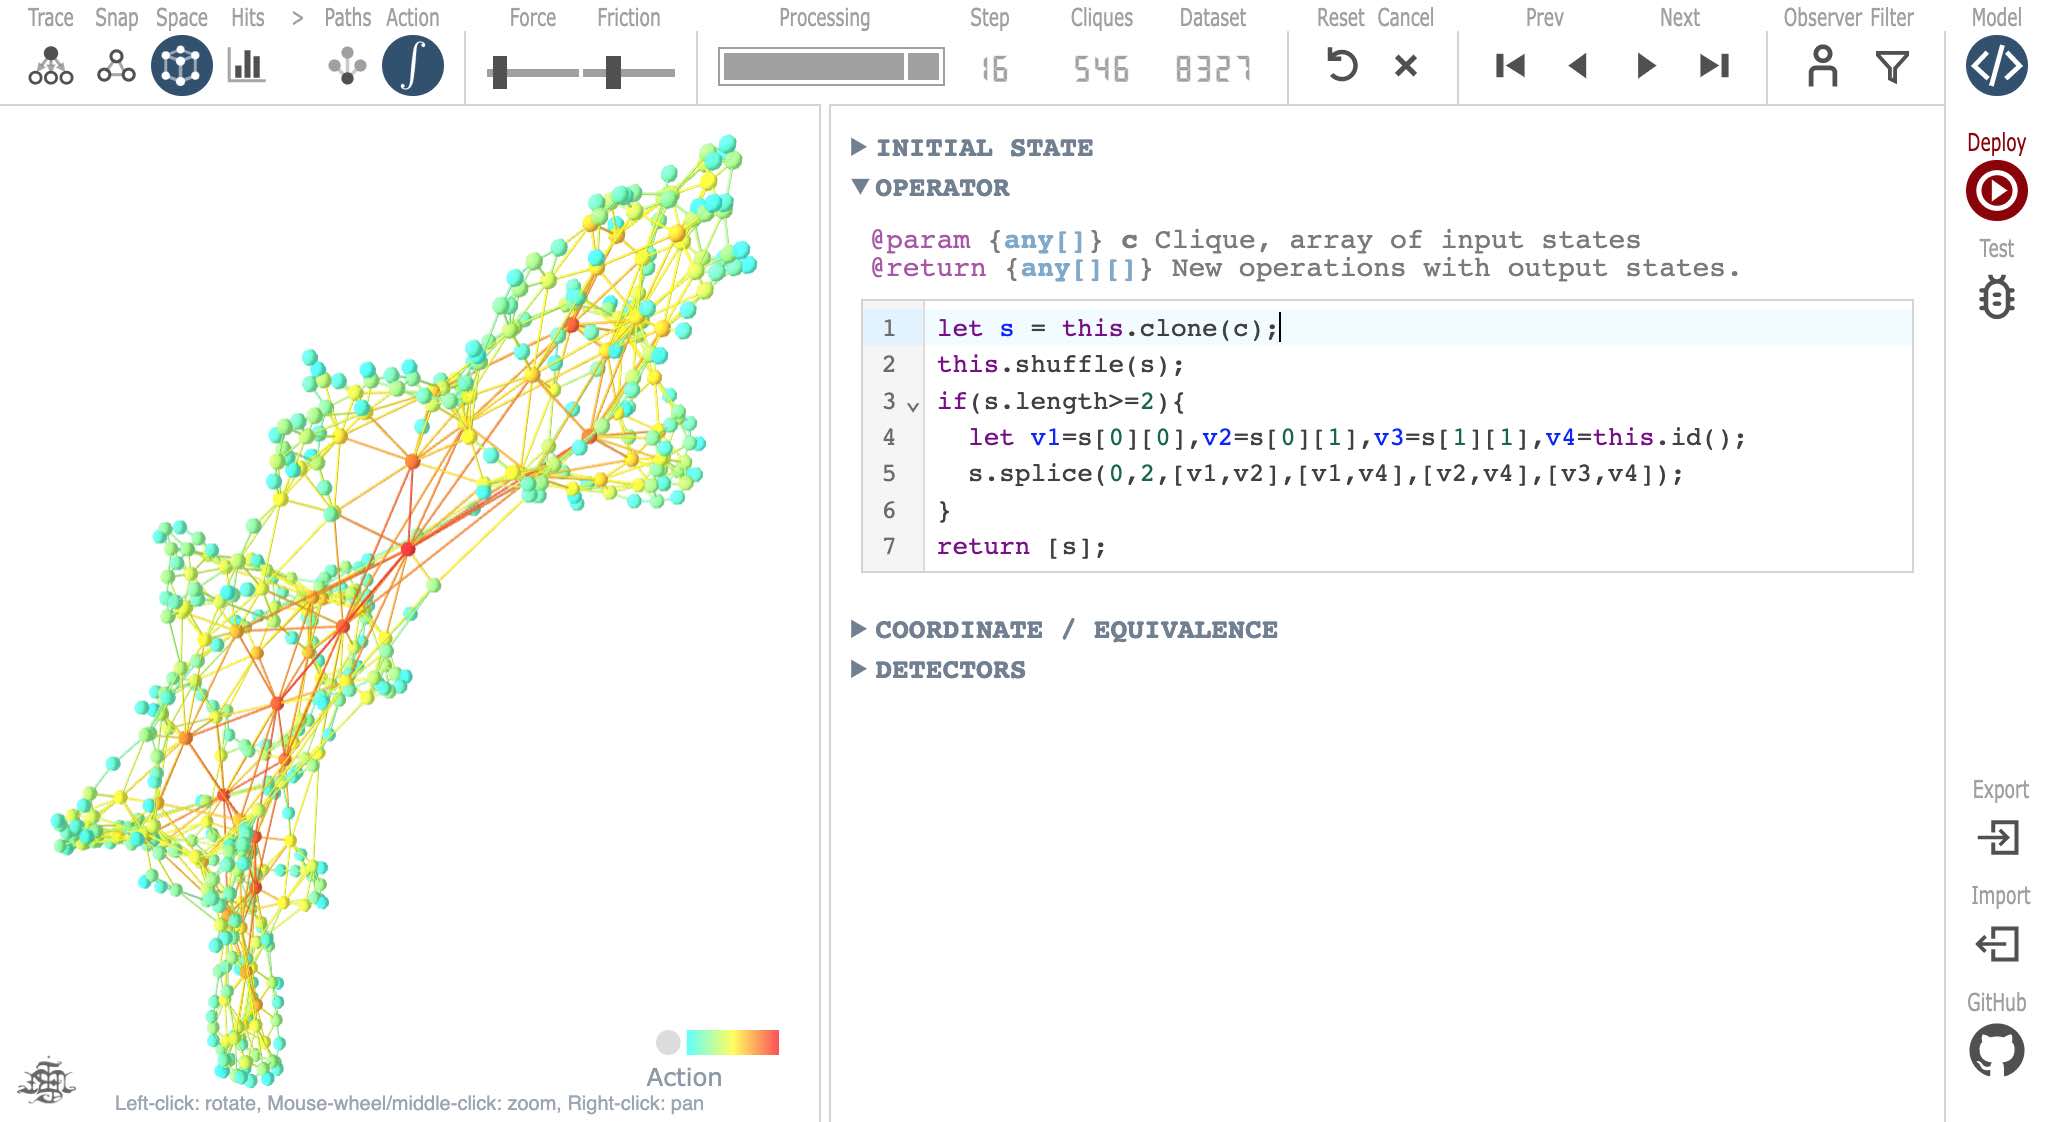 Trace Snap Space Hits > Paths Action Force Friction Processing Step Cliques Dataset Reset Cancel Prev Next Observer Filter Model
16 546 8327
Deploy
Test
Export
Import
GitHub
INITIAL STATE
OPERATOR
@param {any[]} c Clique, array of input states
@return {any[][]} New operations with output states.
1 let s = this.clone(c);
2 this.shuffle(s);
3 if(s.length>=2){
4 let v1=s[0][0],v2=s[0][1],v3=s[1][1],v4=this.id();
5 s.splice(0,2,[v1,v2],[v1,v4],[v2,v4],[v3,v4]);
6 }
7 return [s];
COORDINATE / EQUIVALENCE
DETECTORS
Action
Left-click: rotate, Mouse-wheel/middle-click: zoom, Right-click: pan